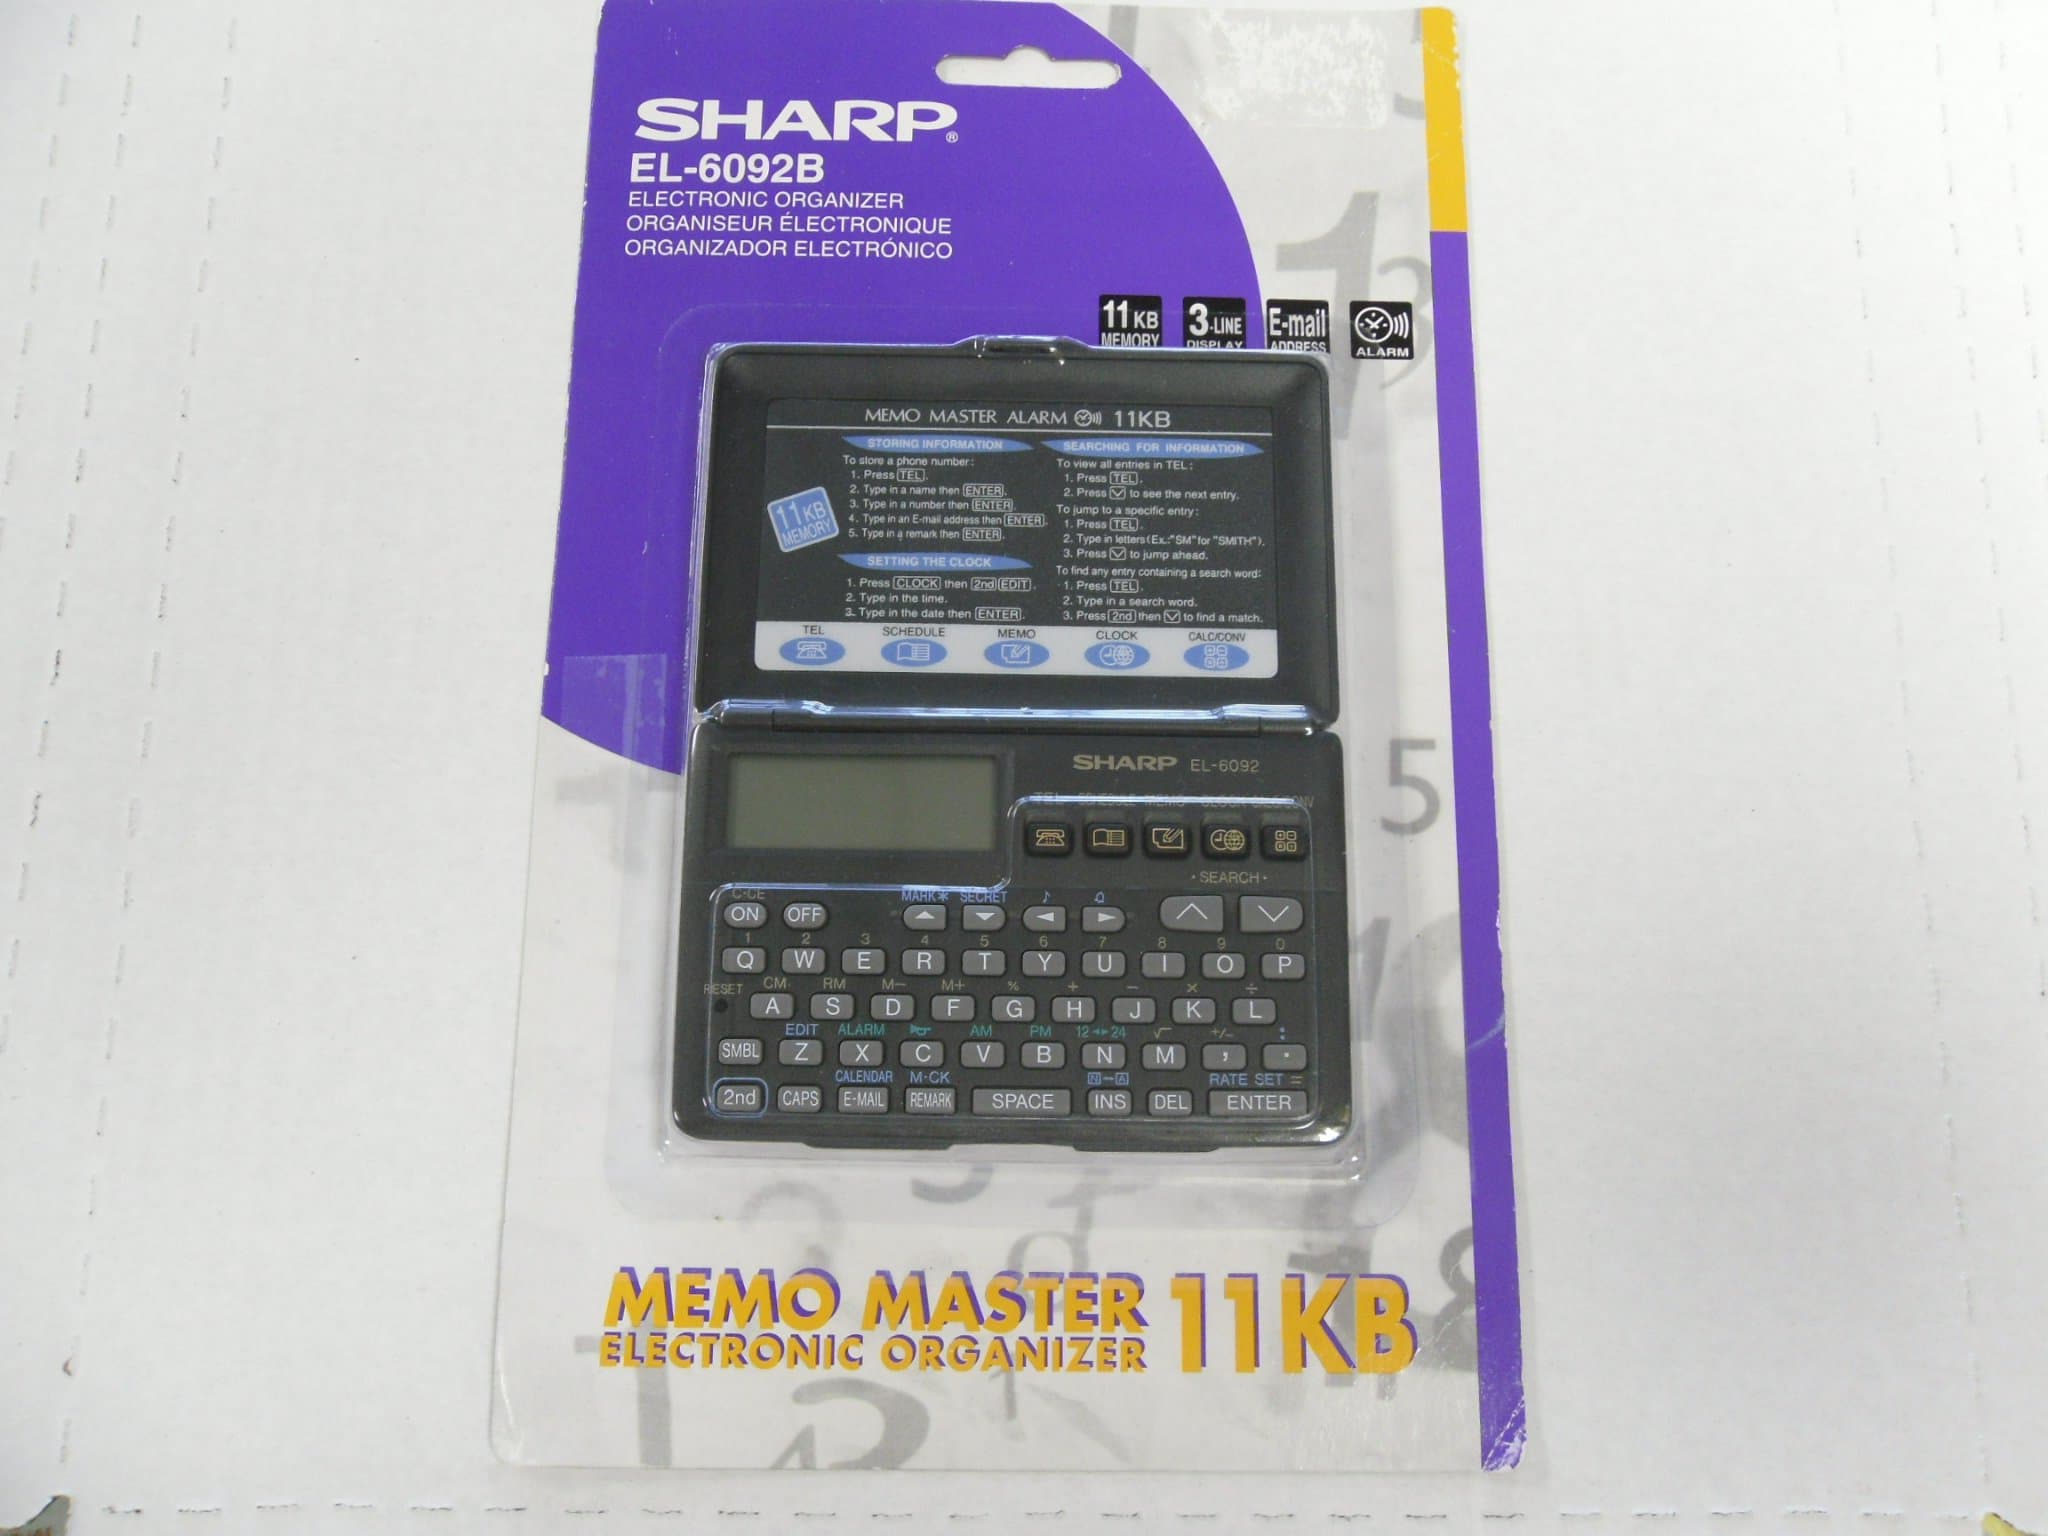 SHARP®
EL-6092B
ELECTRONIC ORGANIZER
ORGANISEUR ÉLECTRONIQUE
ORGANIZADOR ELECTRÓNICO
11 KB MEMORY
3-LINE DISPLAY
E-mail ADDRESS
ALARM
MEMO MASTER ALARM 11KB
11 KB MEMORY
STORING INFORMATION
To store a phone number:
1. Press TEL.
2. Type in a name then ENTER.
3. Type in a number then ENTER.
4. Type in an E-mail address then ENTER.
5. Type in a remark then ENTER.
SETTING THE CLOCK
1. Press CLOCK then 2nd EDIT.
2. Type in the time.
3. Type in the date then ENTER.
SEARCHING FOR INFORMATION
To view all entries in TEL:
1. Press TEL.
2. Press ∨ to see the next entry.
To jump to a specific entry:
1. Press TEL.
2. Type in letters (Ex.:"SM" for "SMITH").
3. Press ∨ to jump ahead.
To find any entry containing a search word:
1. Press TEL.
2. Type in a search word.
3. Press 2nd then ∨ to find a match.
TEL SCHEDULE MEMO CLOCK CALC/CONV
SHARP EL-6092
TEL SCHEDULE MEMO CLOCK CALC/CONV
• SEARCH •
C•CE MARK* SECRET
ON OFF
1 2 3 4 5 6 7 8 9 0
Q W E R T Y U I O P
RESET CM RM M− M+ % + − × ÷
A S D F G H J K L
EDIT ALARM AM PM 12 ◄► 24 √ +/− :
SMBL Z X C V B N M , .
CALENDAR M•CK N↔A RATE SET =
2nd CAPS E-MAIL REMARK SPACE INS DEL ENTER
MEMO MASTER 11KB
ELECTRONIC ORGANIZER